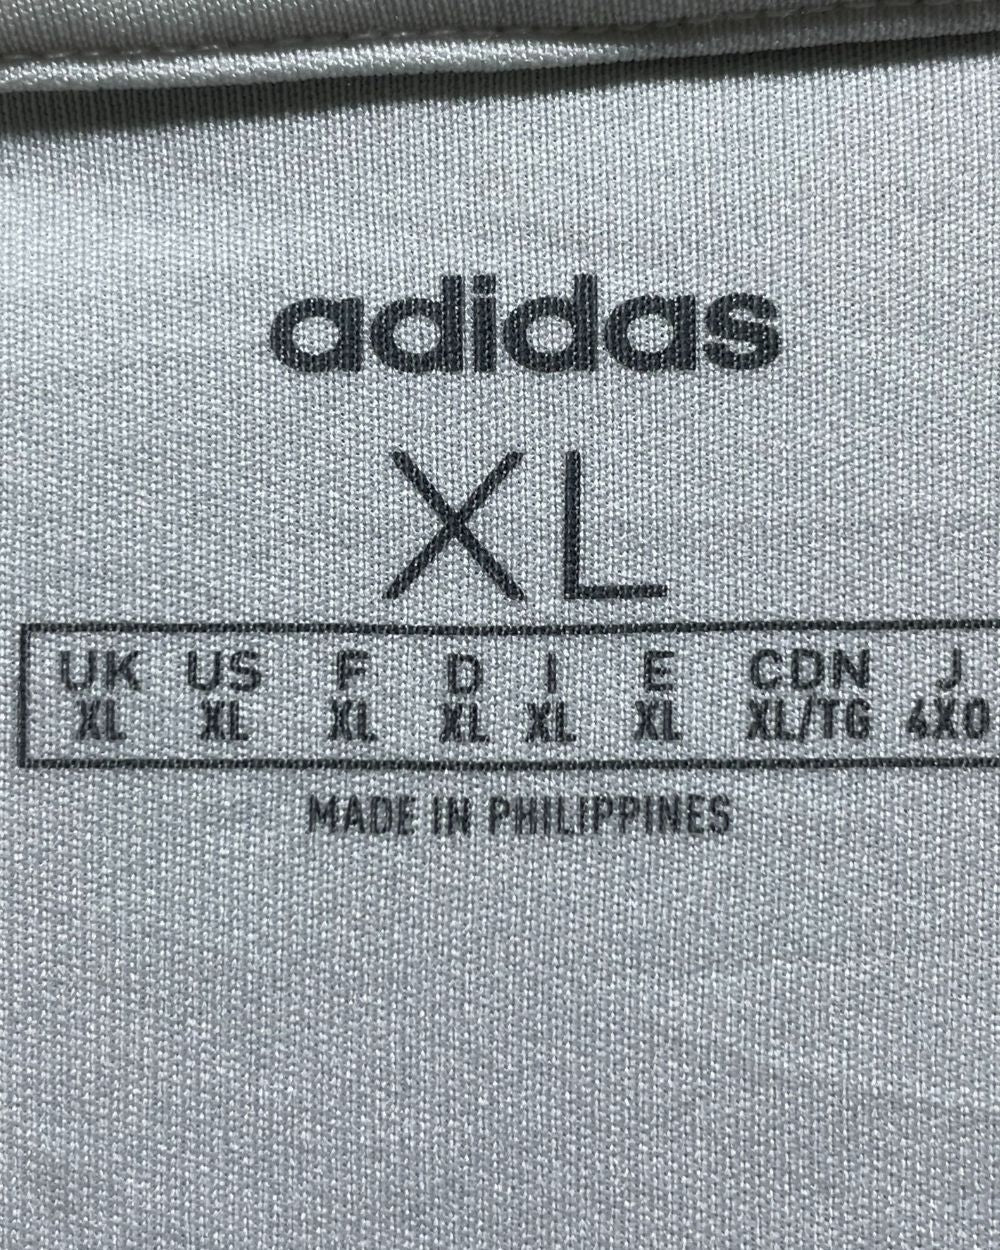 adidas
XL
UK US F D I E CDN J
XL XL XL XL XL XL XL/TG 4XO
MADE IN PHILIPPINES